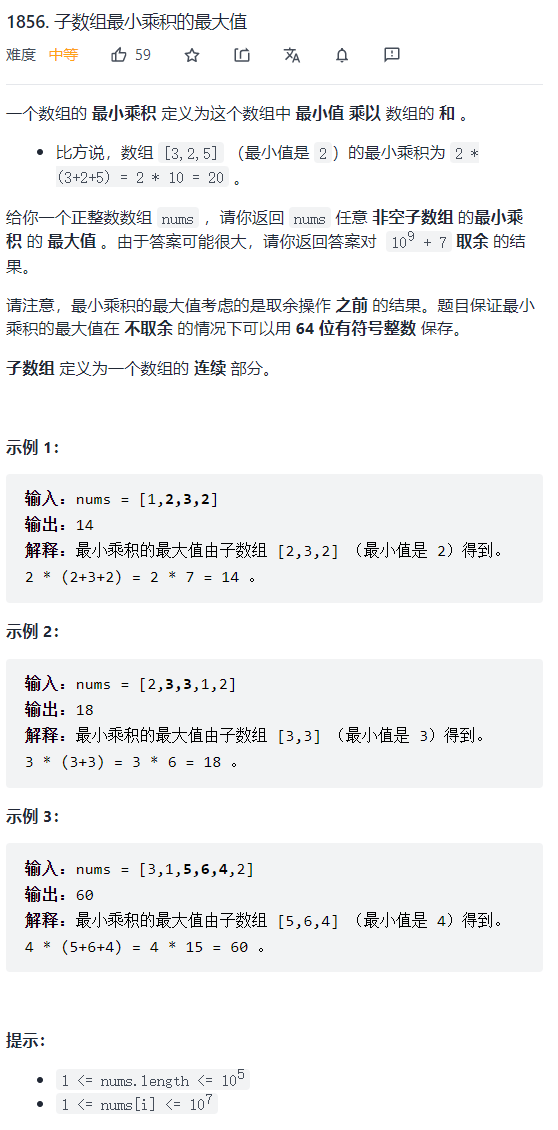 1856. 子数组最小乘积的最大值
难度 中等 59
一个数组的 最小乘积 定义为这个数组中 最小值 乘以 数组的 和 。
• 比方说，数组 [3,2,5] （最小值是 2）的最小乘积为 2 *
(3+2+5) = 2 * 10 = 20 。
给你一个正整数数组 nums ，请你返回 nums 任意 非空子数组 的最小乘
积 的 最大值 。由于答案可能很大，请你返回答案对 10^9 + 7 取余 的结
果。
请注意，最小乘积的最大值考虑的是取余操作 之前 的结果。题目保证最小
乘积的最大值在 不取余 的情况下可以用 64 位有符号整数 保存。
子数组 定义为一个数组的 连续 部分。
示例 1：
输入：nums = [1,2,3,2]
输出：14
解释：最小乘积的最大值由子数组 [2,3,2] （最小值是 2）得到。
2 * (2+3+2) = 2 * 7 = 14 。
示例 2：
输入：nums = [2,3,3,1,2]
输出：18
解释：最小乘积的最大值由子数组 [3,3] （最小值是 3）得到。
3 * (3+3) = 3 * 6 = 18 。
示例 3：
输入：nums = [3,1,5,6,4,2]
输出：60
解释：最小乘积的最大值由子数组 [5,6,4] （最小值是 4）得到。
4 * (5+6+4) = 4 * 15 = 60 。
提示：
• 1 <= nums.length <= 10^5
• 1 <= nums[i] <= 10^7